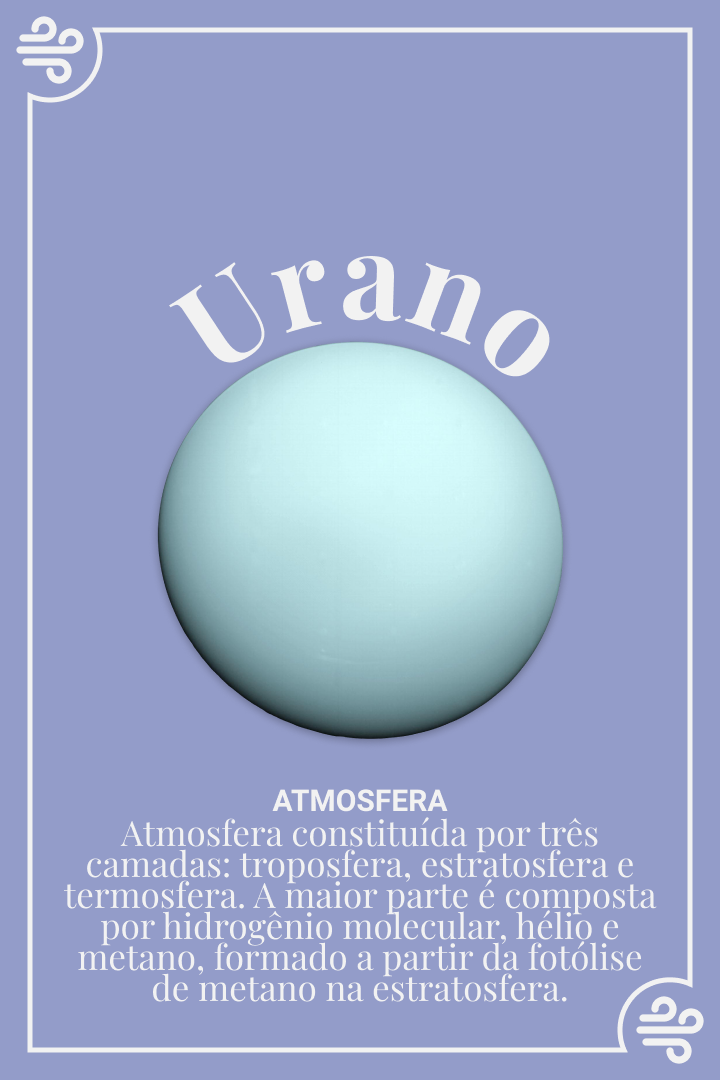 Urano
ATMOSFERA
Atmosfera constituída por três
camadas: troposfera, estratosfera e
termosfera. A maior parte é composta
por hidrogênio molecular, hélio e
metano, formado a partir da fotólise
de metano na estratosfera.